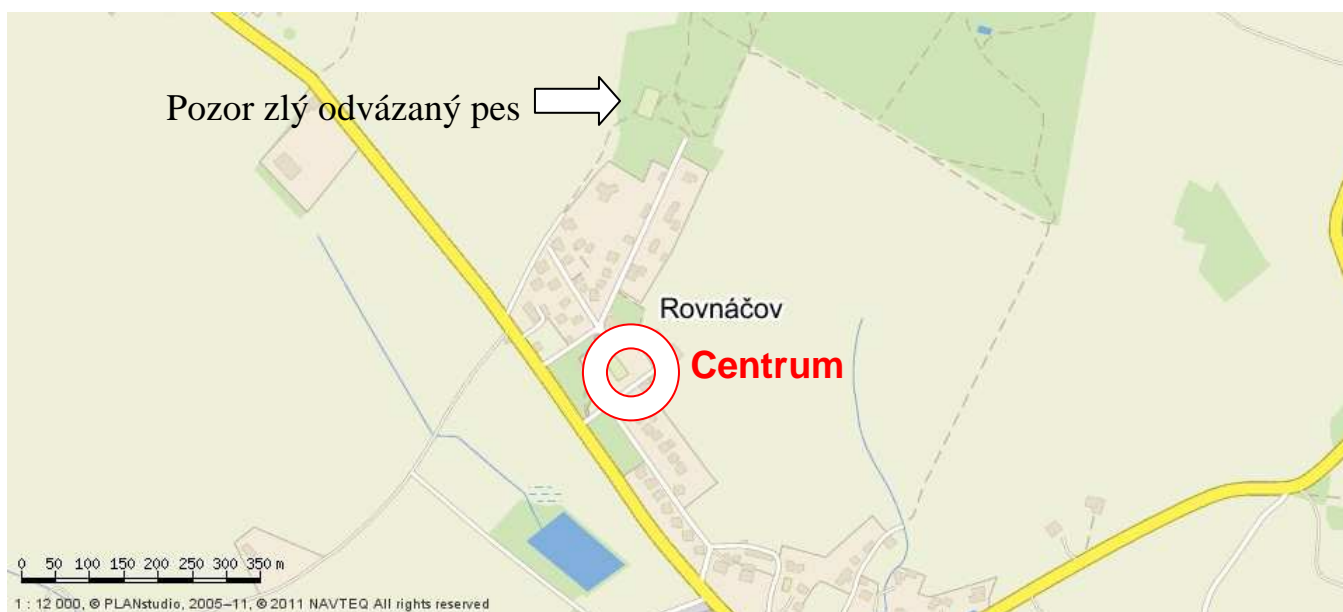 Pozor zlý odvázaný pes
Rovnáčov
Centrum
0 50 100 150 200 250 300 350 m
1 : 12 000, © PLANstudio, 2005–11, © 2011 NAVTEQ All rights reserved